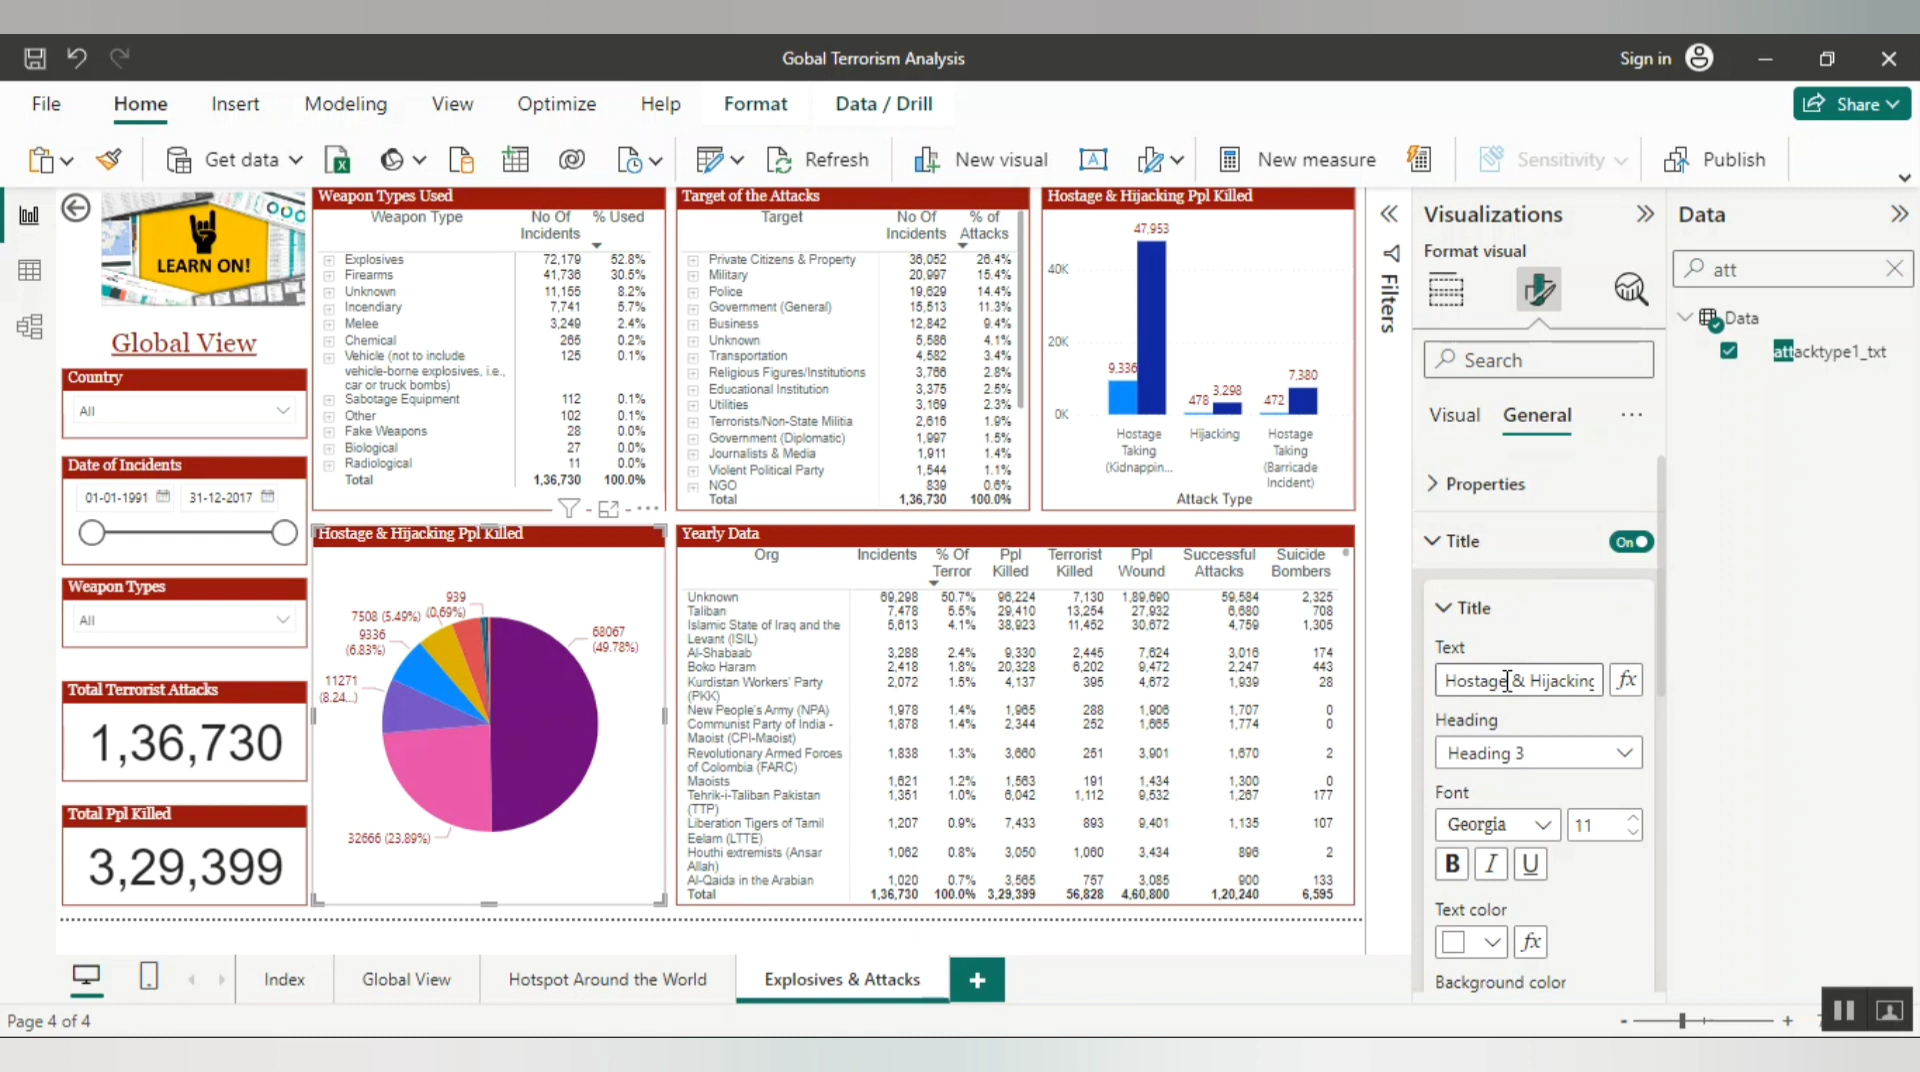 Gobal Terrorism Analysis
Sign in
File Home Insert Modeling View Optimize Help Format Data / Drill
Share
Get data
Refresh
New visual
A
New measure
Sensitivity
Publish
LEARN ON!
Global View
Country
All
Date of Incidents
01-01-1991 31-12-2017
Weapon Types
All
Total Terrorist Attacks
1,36,730
Total Ppl Killed
3,29,399
Weapon Types Used
Weapon Type No Of Incidents % Used
Explosives 72,179 52.8%
Firearms 41,736 30.5%
Unknown 11,155 8.2%
Incendiary 7,741 5.7%
Melee 3,249 2.4%
Chemical 265 0.2%
Vehicle (not to include 125 0.1%
vehicle-borne explosives, i.e.,
car or truck bombs)
Sabotage Equipment 112 0.1%
Other 102 0.1%
Fake Weapons 28 0.0%
Biological 27 0.0%
Radiological 11 0.0%
Total 1,36,730 100.0%
Target of the Attacks
Target No Of Incidents % of Attacks
Private Citizens & Property 36,052 26.4%
Military 20,997 15.4%
Police 19,629 14.4%
Government (General) 15,513 11.3%
Business 12,842 9.4%
Unknown 5,586 4.1%
Transportation 4,582 3.4%
Religious Figures/Institutions 3,766 2.8%
Educational Institution 3,375 2.5%
Utilities 3,169 2.3%
Terrorists/Non-State Militia 2,616 1.9%
Government (Diplomatic) 1,997 1.5%
Journalists & Media 1,911 1.4%
Violent Political Party 1,544 1.1%
NGO 839 0.6%
Total 1,36,730 100.0%
Hostage & Hijacking Ppl Killed
47,953
40K
20K
9,336
478 3,298
472 7,380
0K
Hostage Taking (Kidnappin...
Hijacking
Hostage Taking (Barricade Incident)
Attack Type
Hostage & Hijacking Ppl Killed
939
(0.69%)
7508 (5.49%)
9336
(6.83%)
11271
(8.24...)
68067
(49.78%)
32666 (23.89%)
Yearly Data
Org Incidents % Of Terror Ppl Killed Terrorist Killed Ppl Wound Successful Attacks Suicide Bombers
Unknown 69,298 50.7% 96,224 7,130 1,89,690 59,584 2,325
Taliban 7,478 5.5% 29,410 13,254 27,932 6,680 708
Islamic State of Iraq and the 5,613 4.1% 38,923 11,452 30,672 4,759 1,305
Levant (ISIL)
Al-Shabaab 3,288 2.4% 9,330 2,445 7,624 3,016 174
Boko Haram 2,418 1.8% 20,328 6,202 9,472 2,247 443
Kurdistan Workers' Party 2,072 1.5% 4,137 395 4,672 1,939 28
(PKK)
New People's Army (NPA) 1,978 1.4% 1,965 288 1,906 1,707 0
Communist Party of India - 1,878 1.4% 2,344 252 1,665 1,774 0
Maoist (CPI-Maoist)
Revolutionary Armed Forces 1,838 1.3% 3,660 251 3,901 1,670 2
of Colombia (FARC)
Maoists 1,621 1.2% 1,563 191 1,434 1,300 0
Tehrik-i-Taliban Pakistan 1,351 1.0% 6,042 1,112 9,532 1,267 177
(TTP)
Liberation Tigers of Tamil 1,207 0.9% 7,433 893 9,401 1,135 107
Eelam (LTTE)
Houthi extremists (Ansar 1,062 0.8% 3,050 1,060 3,434 896 2
Allah)
Al-Qaida in the Arabian 1,020 0.7% 3,565 757 3,085 900 133
Total 1,36,730 100.0% 3,29,399 56,828 4,60,800 1,20,240 6,595
Filters
Visualizations
Format visual
Search
Visual General ...
Properties
Title On
Title
Text
Hostage & Hijacking
fx
Heading
Heading 3
Font
Georgia 11
B I U
Text color
fx
Background color
Data
att
Data
attacktype1_txt
Index
Global View
Hotspot Around the World
Explosives & Attacks
+
Page 4 of 4
- +